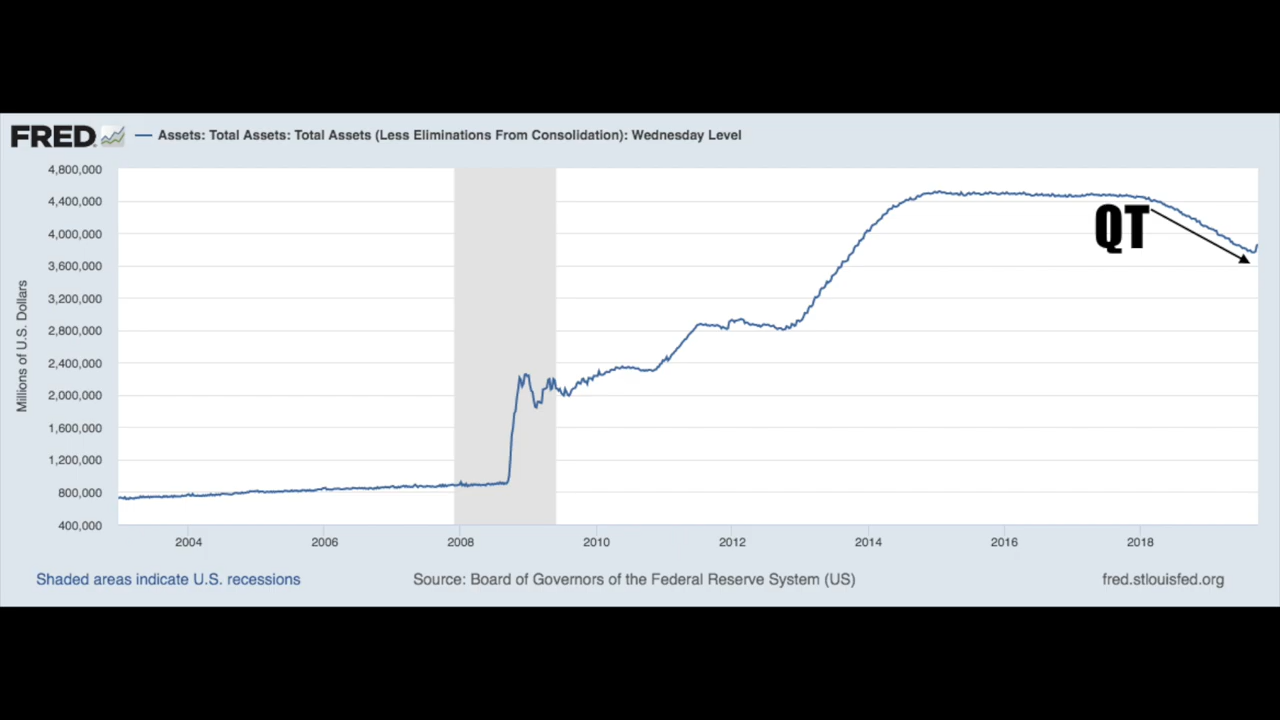 FRED
Assets: Total Assets: Total Assets (Less Eliminations From Consolidation): Wednesday Level
4,800,000
4,400,000
4,000,000
3,600,000
3,200,000
2,800,000
2,400,000
2,000,000
1,600,000
1,200,000
800,000
400,000
Millions of U.S. Dollars
QT
2004 2006 2008 2010 2012 2014 2016 2018
Shaded areas indicate U.S. recessions
Source: Board of Governors of the Federal Reserve System (US)
fred.stlouisfed.org